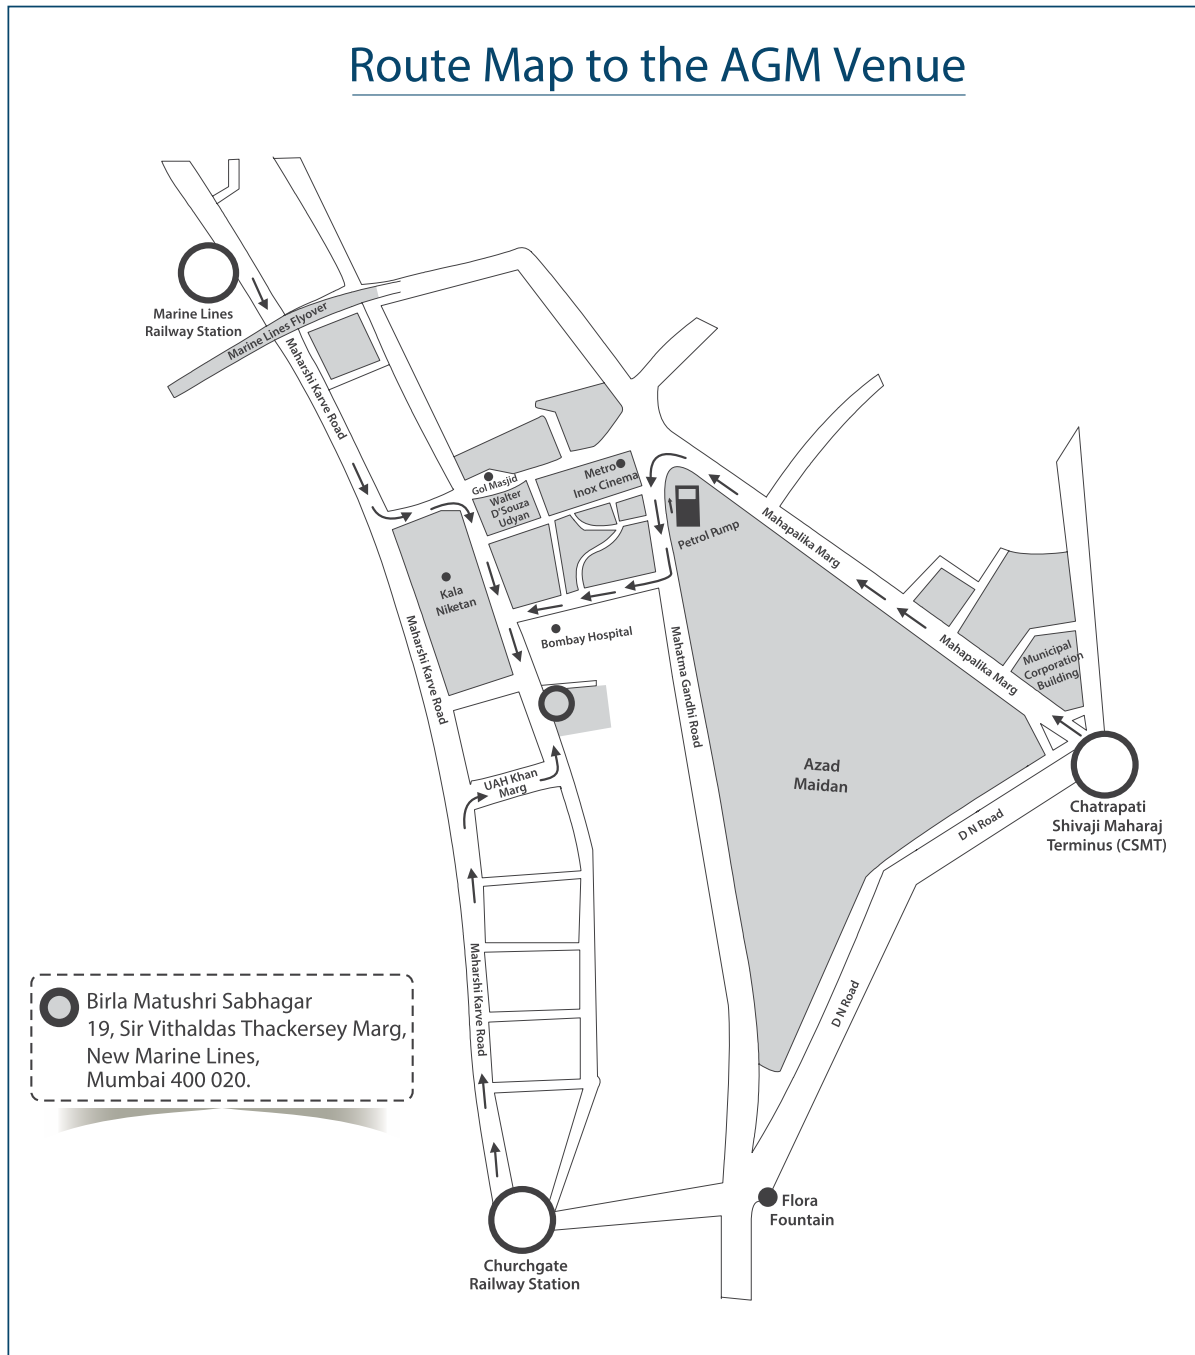 Route Map to the AGM Venue
Marine Lines
Railway Station
Marine Lines Flyover
Maharshi Karve Road
Gol Masjid
Walter
D'Souza
Udyan
Metro
Inox Cinema
Petrol Pump
Mahapalika Marg
Kala
Niketan
Bombay Hospital
Maharshi Karve Road
Mahatma Gandhi Road
Mahapalika Marg
Municipal
Corporation
Building
UAH Khan
Marg
Azad
Maidan
D N Road
Chatrapati
Shivaji Maharaj
Terminus (CSMT)
Maharshi Karve Road
D N Road
Birla Matushri Sabhagar
19, Sir Vithaldas Thackersey Marg,
New Marine Lines,
Mumbai 400 020.
Flora
Fountain
Churchgate
Railway Station